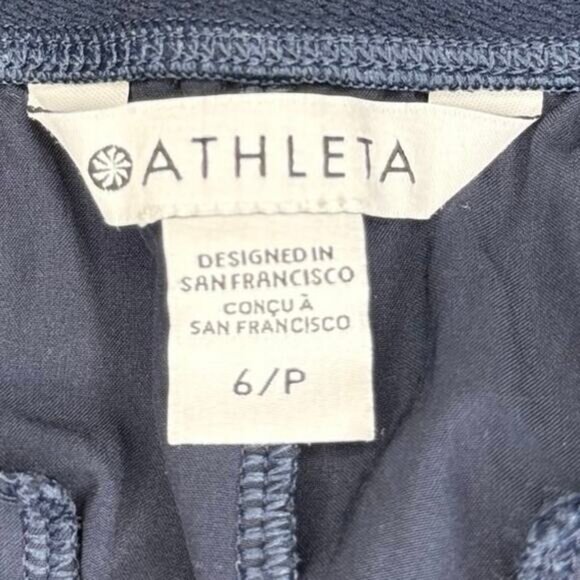 ATHLETA
DESIGNED IN
SAN FRANCISCO
CONÇU À
SAN FRANCISCO
6/P